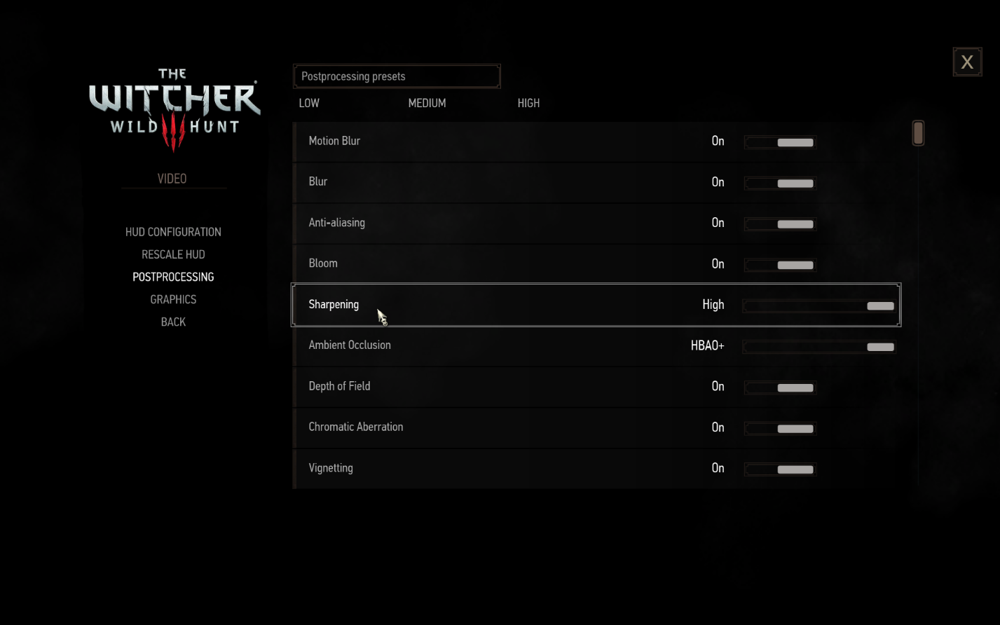 THE
WITCHER
WILD HUNT
VIDEO
HUD CONFIGURATION
RESCALE HUD
POSTPROCESSING
GRAPHICS
BACK
Postprocessing presets
LOW MEDIUM HIGH
Motion Blur On
Blur On
Anti-aliasing On
Bloom On
Sharpening High
Ambient Occlusion HBAO+
Depth of Field On
Chromatic Aberration On
Vignetting On
X